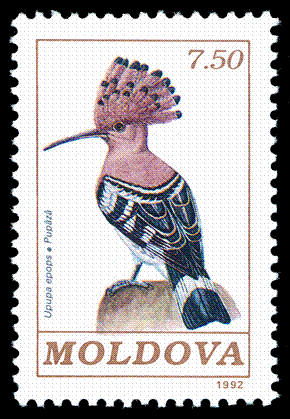 7.50
Upupa epops • Pupăză
MOLDOVA
1992